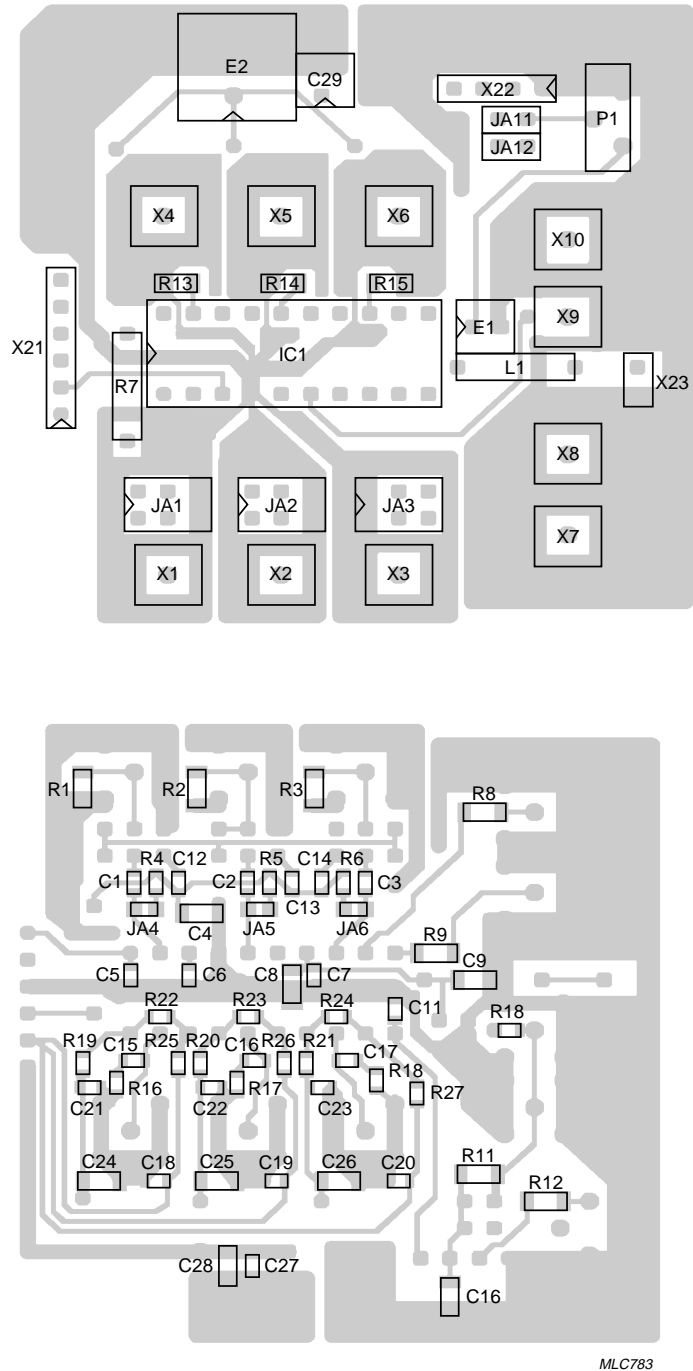 E2
C29
X22
JA11
P1
JA12
X4 X5 X6
X10
R13 R14 R15
X21
IC1
E1
X9
R7
L1
X23
X8
JA1 JA2 JA3
X7
X1 X2 X3
R1 R2 R3
R8
R4 C12 R5 C14 R6
C1 C2 C13 C3
JA4 C4 JA5 JA6
R9
C5 C6 C8 C7 C9
C11
R22 R23 R24
R18
R19 C15 R25 R20 C16 R26 R21 C17
R16 R17 R18
C21 C22 C23 R27
C24 C18 C25 C19 C26 C20
R11
R12
C28 C27
C16
MLC783